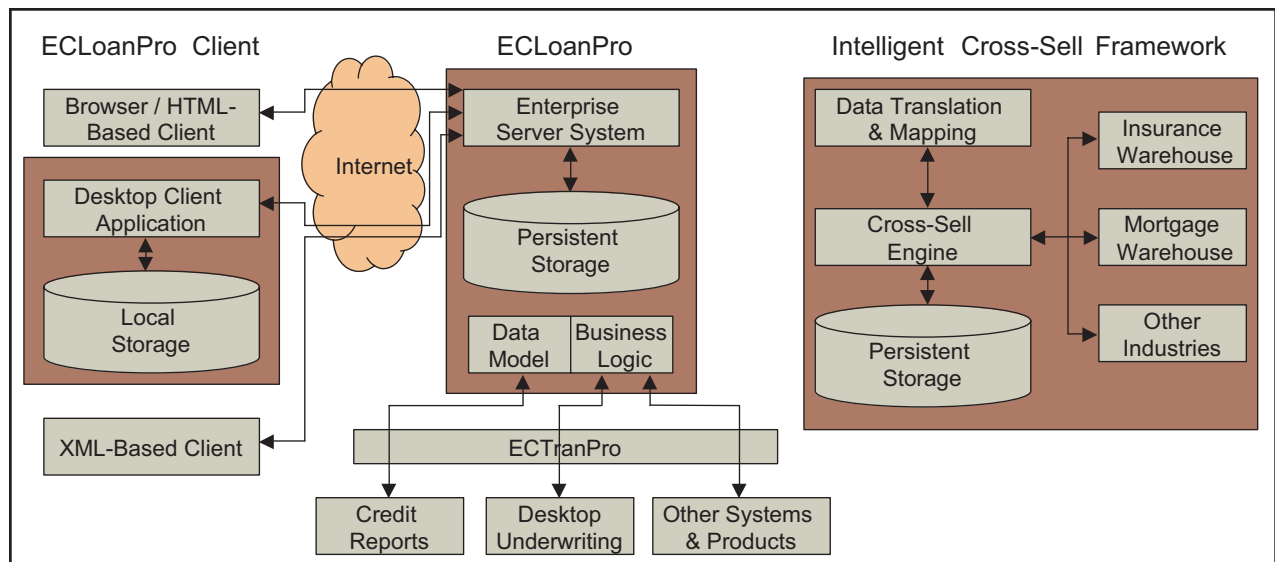 ECLoanPro Client
ECLoanPro
Intelligent Cross-Sell Framework
Browser / HTML-
Based Client
Desktop Client
Application
Local
Storage
XML-Based Client
Internet
Enterprise
Server System
Persistent
Storage
Data
Model
Business
Logic
ECTranPro
Credit
Reports
Desktop
Underwriting
Other Systems
& Products
Data Translation
& Mapping
Cross-Sell
Engine
Persistent
Storage
Insurance
Warehouse
Mortgage
Warehouse
Other
Industries